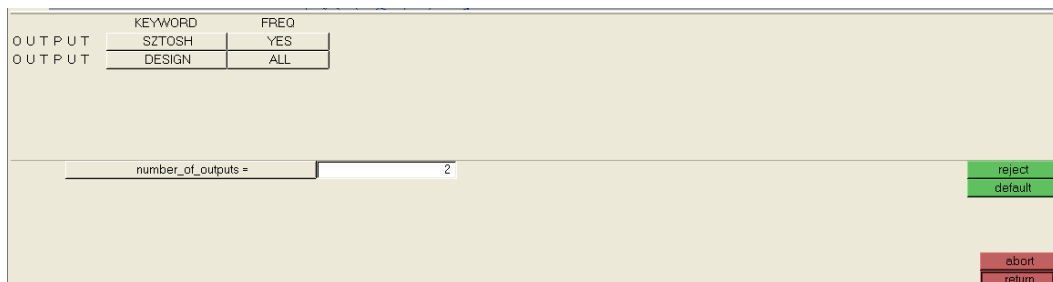 KEYWORD FREQ
OUTPUT SZTOSH YES
OUTPUT DESIGN ALL
number_of_outputs = 2
reject
default
abort
return